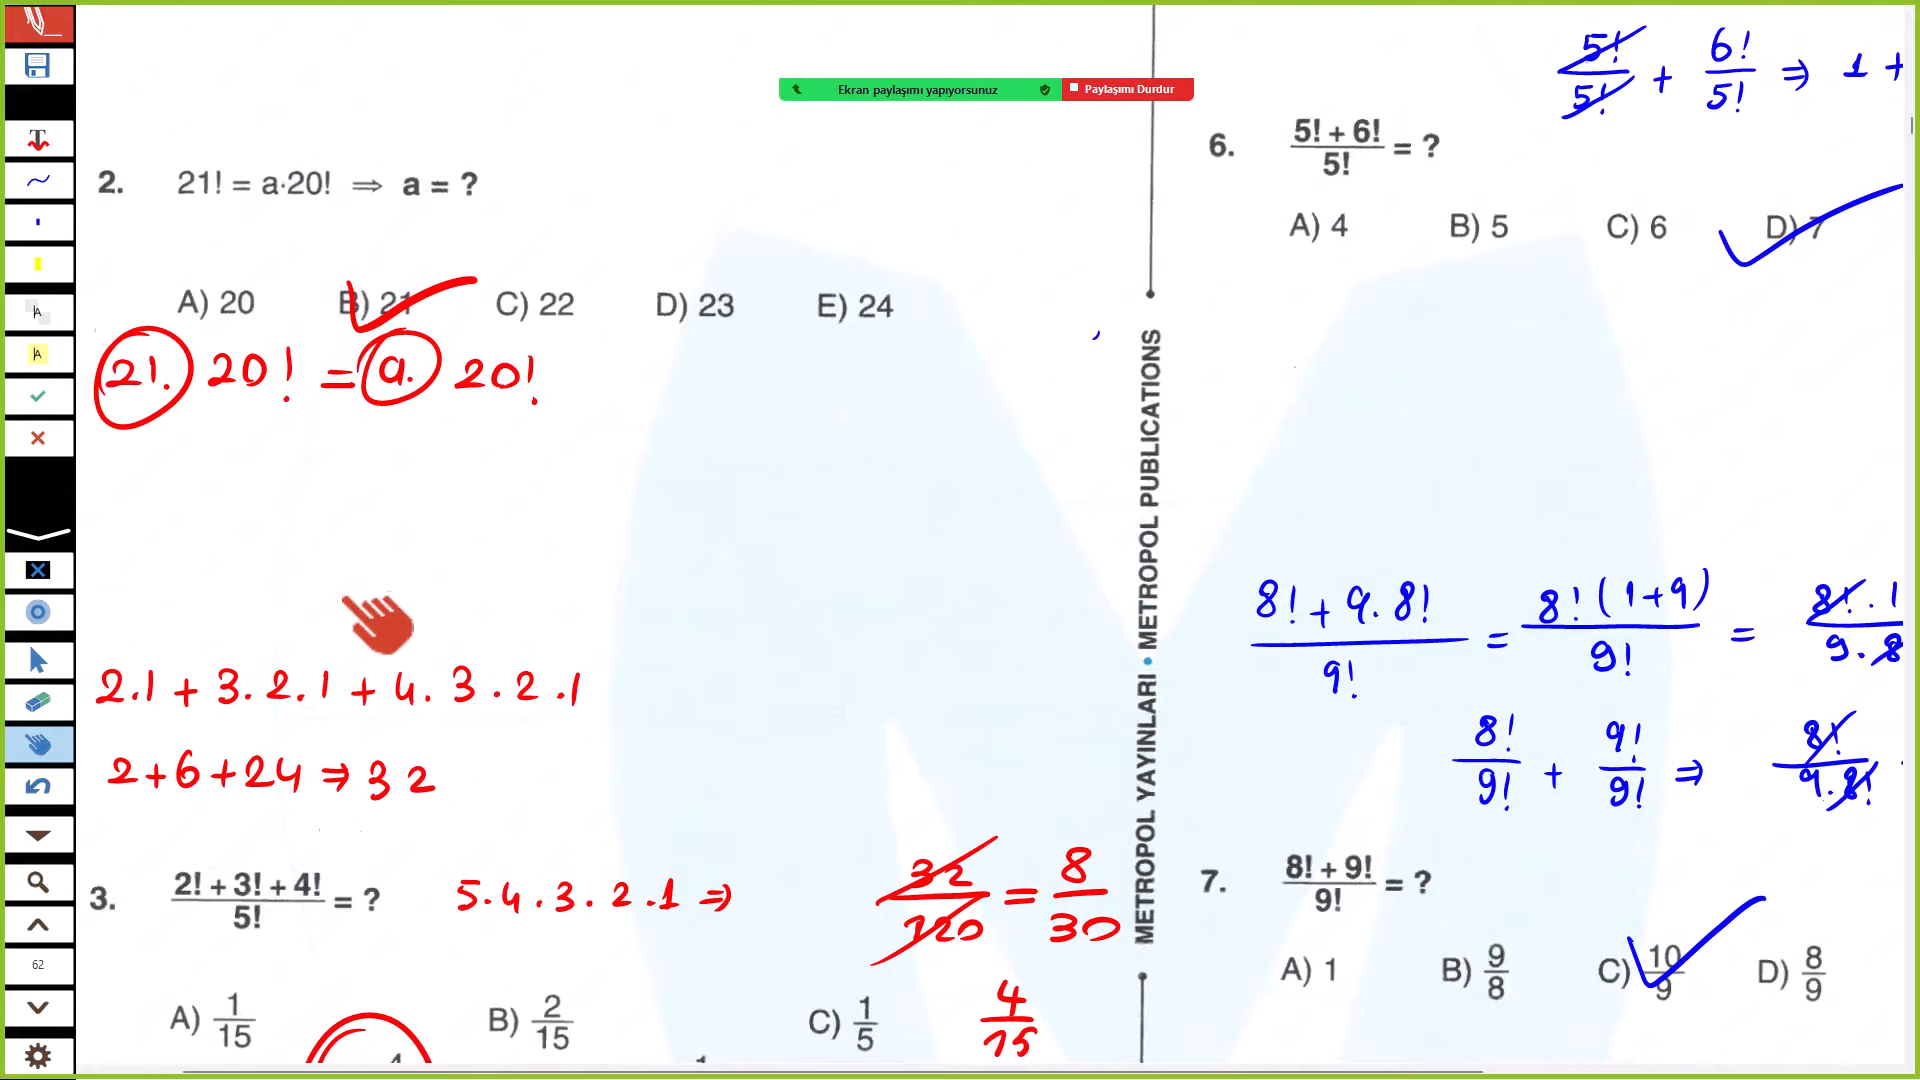 Ekran paylaşımı yapıyorsunuz
Paylaşımı Durdur
2. 21! = a·20! ⇒ a = ?
A) 20 B) 21 C) 22 D) 23 E) 24
21. 20! = a. 20!
2.1 + 3.2.1 + 4.3.2.1
2+6+24 ⇒ 32
3. (2! + 3! + 4!)/5! = ?
5.4.3.2.1 ⇒
32/120 = 8/30
4/15
A) 1/15 B) 2/15 C) 1/5
METROPOL YAYINLARI • METROPOL PUBLICATIONS
5!/5! + 6!/5! ⇒ 1 +
6. (5! + 6!)/5! = ?
A) 4 B) 5 C) 6 D) 7
(8! + 9.8!)/9! = 8!(1+9)/9! =
8!/9! + 9!/9! ⇒ 8!/9.8!
7. (8! + 9!)/9! = ?
A) 1 B) 9/8 C) 10/9 D) 8/9
62